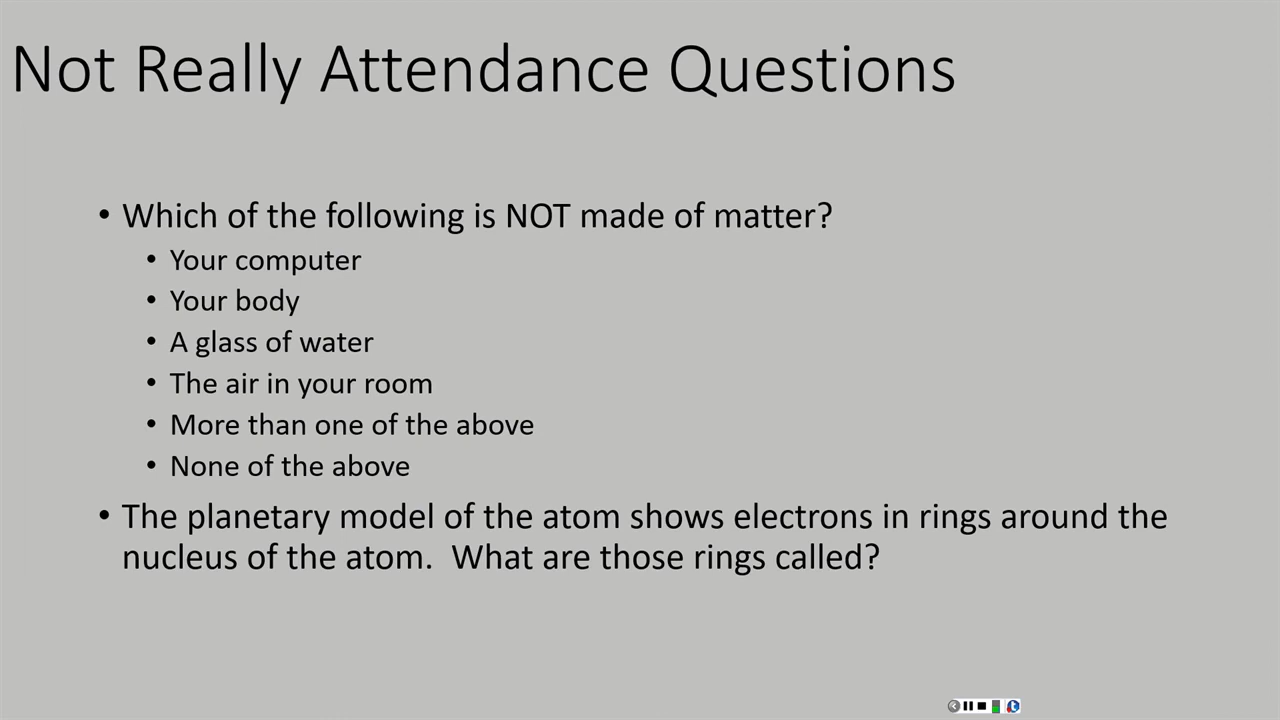 Not Really Attendance Questions
• Which of the following is NOT made of matter?
• Your computer
• Your body
• A glass of water
• The air in your room
• More than one of the above
• None of the above
• The planetary model of the atom shows electrons in rings around the
nucleus of the atom.  What are those rings called?